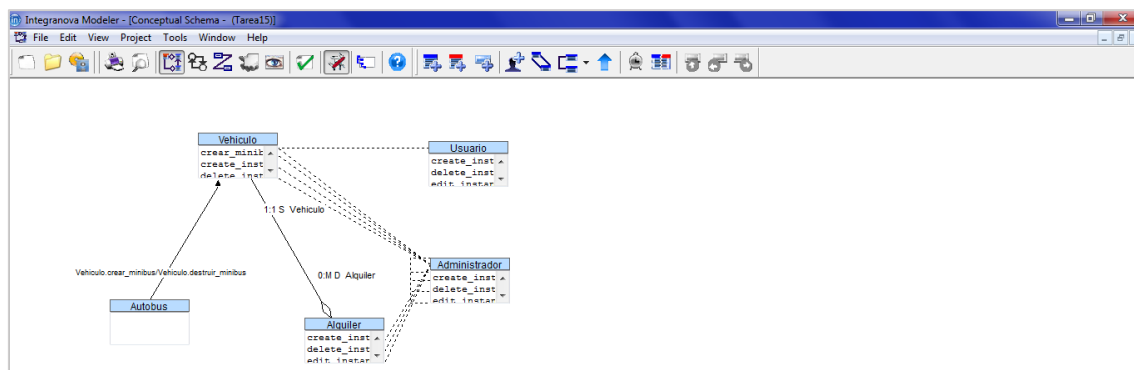 Integranova Modeler - [Conceptual Schema - (Tarea15)]
File Edit View Project Tools Window Help
Vehiculo
crear_minik
create_inst
delete_inst
Usuario
create_inst
delete_inst
edit_instar
1:1 S Vehiculo
Vehiculo.crear_minibus/Vehiculo.destruir_minibus
0:M D Alquiler
Administrador
create_inst
delete_inst
edit_instar
Autobus
Alquiler
create_inst
delete_inst
edit_instar